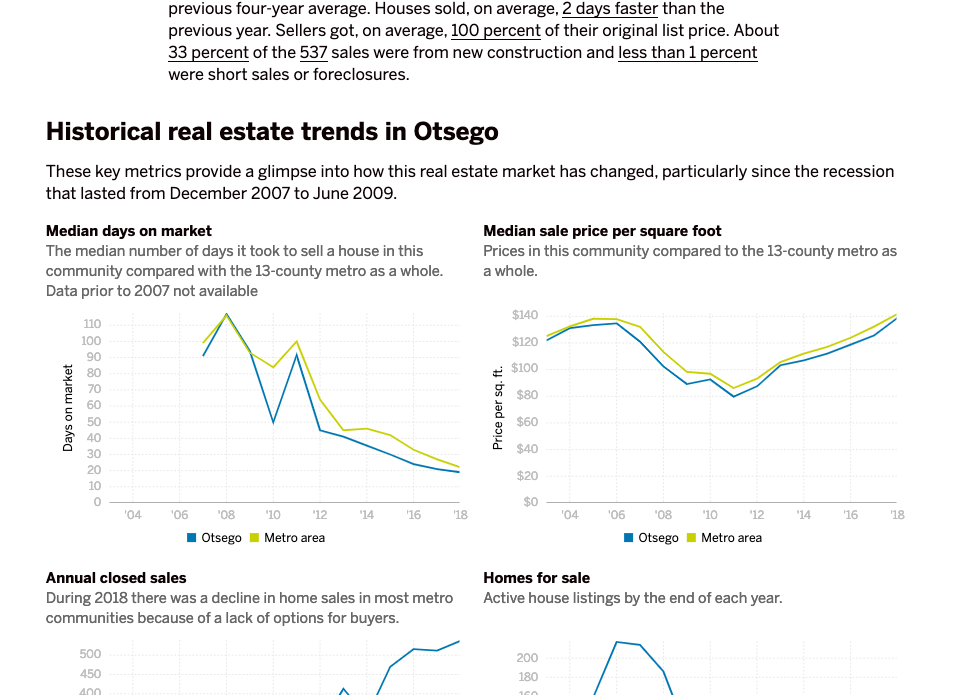 previous four-year average. Houses sold, on average, 2 days faster than the
previous year. Sellers got, on average, 100 percent of their original list price. About
33 percent of the 537 sales were from new construction and less than 1 percent
were short sales or foreclosures.
Historical real estate trends in Otsego
These key metrics provide a glimpse into how this real estate market has changed, particularly since the recession
that lasted from December 2007 to June 2009.
Median days on market
The median number of days it took to sell a house in this
community compared with the 13-county metro as a whole.
Data prior to 2007 not available
Days on market
110
100
90
80
70
60
50
40
30
20
10
0
'04 '06 '08 '10 '12 '14 '16 '18
Otsego Metro area
Median sale price per square foot
Prices in this community compared to the 13-county metro as
a whole.
Price per sq. ft.
$140
$120
$100
$80
$60
$40
$20
$0
'04 '06 '08 '10 '12 '14 '16 '18
Otsego Metro area
Annual closed sales
During 2018 there was a decline in home sales in most metro
communities because of a lack of options for buyers.
500
450
400
Homes for sale
Active house listings by the end of each year.
200
180
160